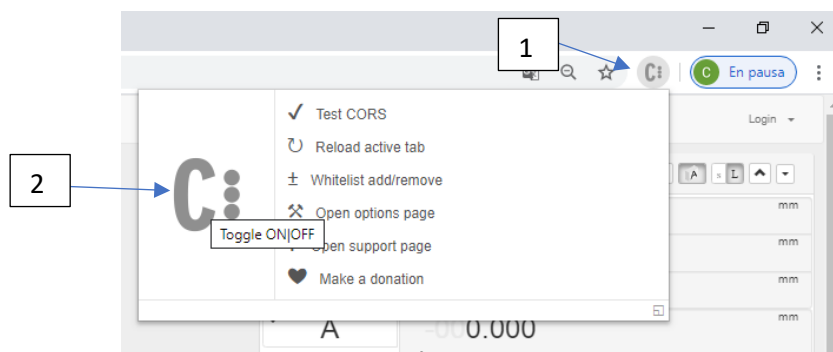 1
C En pausa
Test CORS
Login
Reload active tab
2
± Whitelist add/remove
A s L
mm
Open options page
Toggle ON|OFF
Open support page
mm
Make a donation
mm
mm
A -000.000